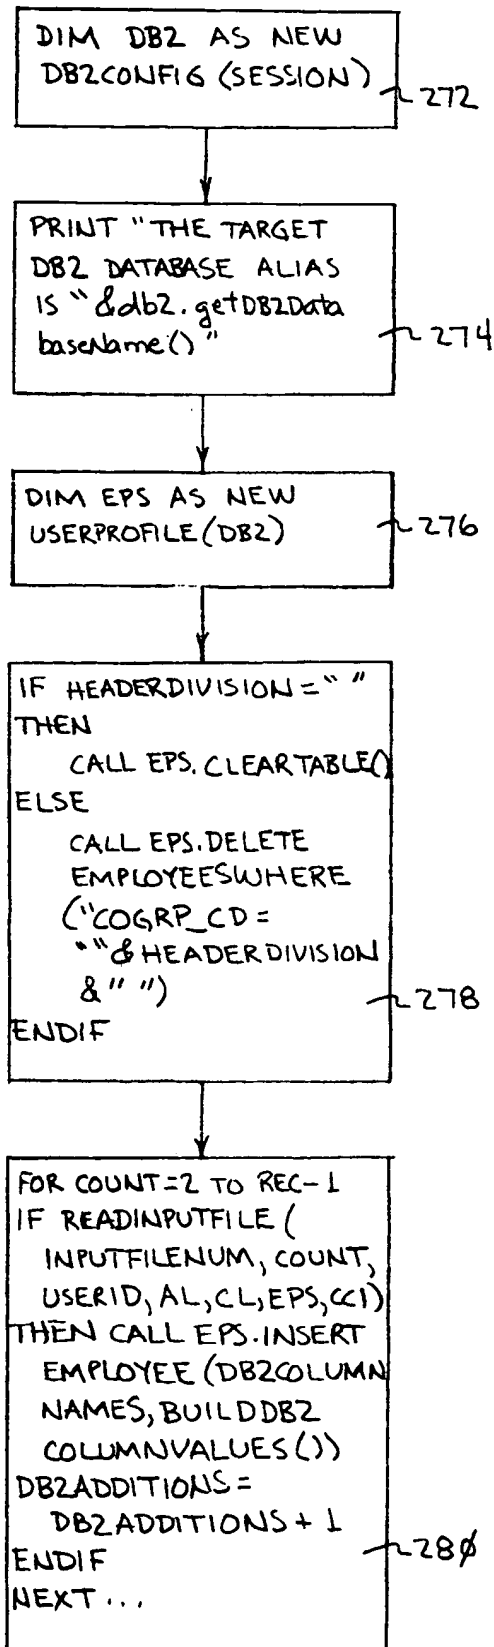 DIM DB2 AS NEW
DB2CONFIG (SESSION)
272
PRINT "THE TARGET
DB2 DATABASE ALIAS
IS "&db2.getDB2Data
baseName()"
274
DIM EPS AS NEW
USERPROFILE(DB2)
276
IF HEADERDIVISION = " "
THEN
CALL EPS.CLEARTABLE()
ELSE
CALL EPS.DELETE
EMPLOYEESWHERE
("COGRP_CD =
'"& HEADERDIVISION
& " ")
278
ENDIF
FOR COUNT=2 TO REC-1
IF READINPUTFILE (
INPUTFILENUM, COUNT,
USERID, AL, CL, EPS, CCI)
THEN CALL EPS.INSERT
EMPLOYEE (DB2COLUMN
NAMES, BUILDDB2
COLUMNVALUES())
DB2ADDITIONS =
DB2ADDITIONS + 1
ENDIF
280
NEXT ...